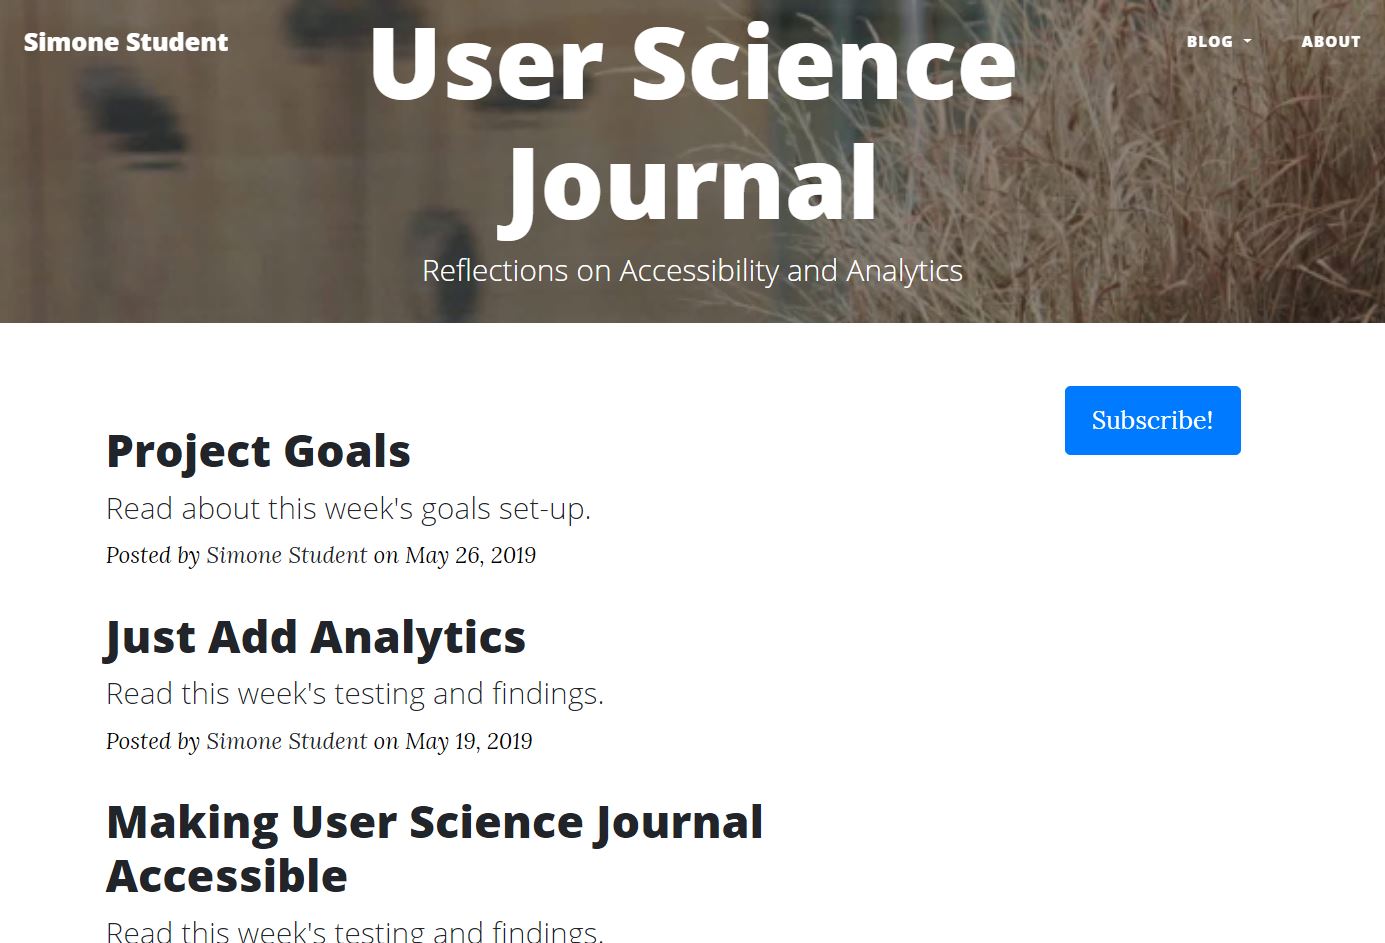 Simone Student
BLOG
ABOUT
User Science
Journal
Reflections on Accessibility and Analytics
Subscribe!
Project Goals
Read about this week's goals set-up.
Posted by Simone Student on May 26, 2019
Just Add Analytics
Read this week's testing and findings.
Posted by Simone Student on May 19, 2019
Making User Science Journal
Accessible
Read this week's testing and findings.